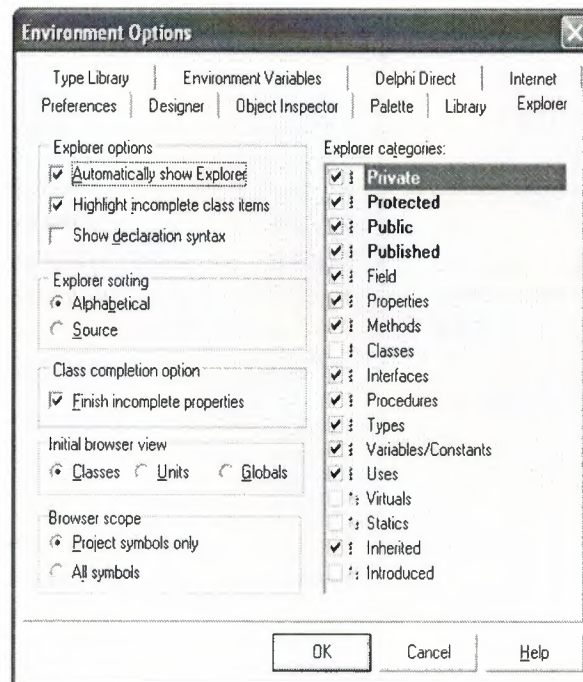 Environment Options
Type Library
Environment Variables
Delphi Direct
Internet
Preferences
Designer
Object Inspector
Palette
Library
Explorer
Explorer options
Automatically show Explorer
Highlight incomplete class items
Show declaration syntax
Explorer sorting
Alphabetical
Source
Class completion option
Finish incomplete properties
Initial browser view
Classes
Units
Globals
Browser scope
Project symbols only
All symbols
Explorer categories:
Private
Protected
Public
Published
Field
Properties
Methods
Classes
Interfaces
Procedures
Types
Variables/Constants
Uses
Virtuals
Statics
Inherited
Introduced
OK
Cancel
Help